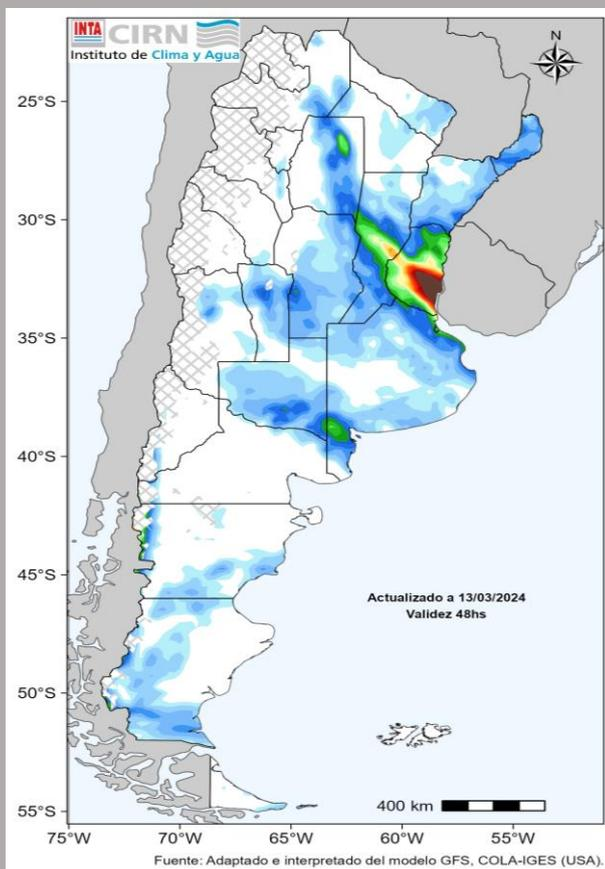 INTA CIRN
Instituto de Clima y Agua
N
25°S
30°S
35°S
40°S
45°S
50°S
55°S
Actualizado a 13/03/2024
Validez 48hs
400 km
75°W
70°W
65°W
60°W
55°W
Fuente: Adaptado e interpretado del modelo GFS, COLA-IGES (USA).